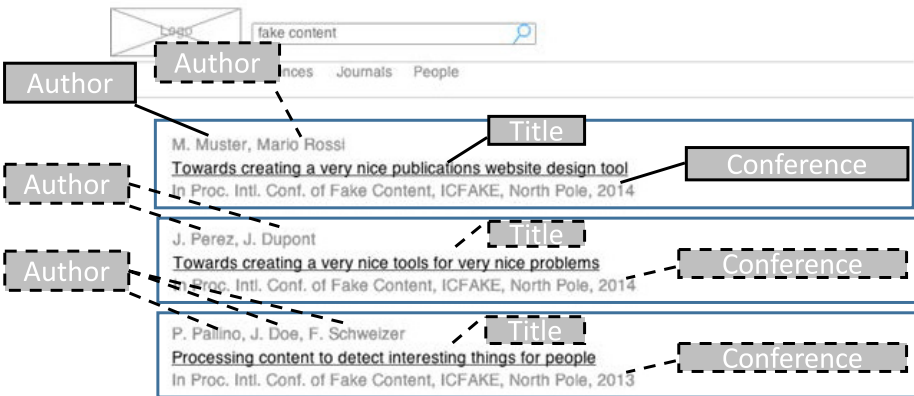 Logo
fake content
Author
Author
nces Journals People
M. Muster, Mario Rossi
Title
Towards creating a very nice publications website design tool
Conference
In Proc. Intl. Conf. of Fake Content, ICFAKE, North Pole, 2014
Author
J. Perez, J. Dupont
Title
Towards creating a very nice tools for very nice problems
Conference
Author
In Proc. Intl. Conf. of Fake Content, ICFAKE, North Pole, 2014
P. Pallino, J. Doe, F. Schweizer
Title
Processing content to detect interesting things for people
Conference
In Proc. Intl. Conf. of Fake Content, ICFAKE, North Pole, 2013